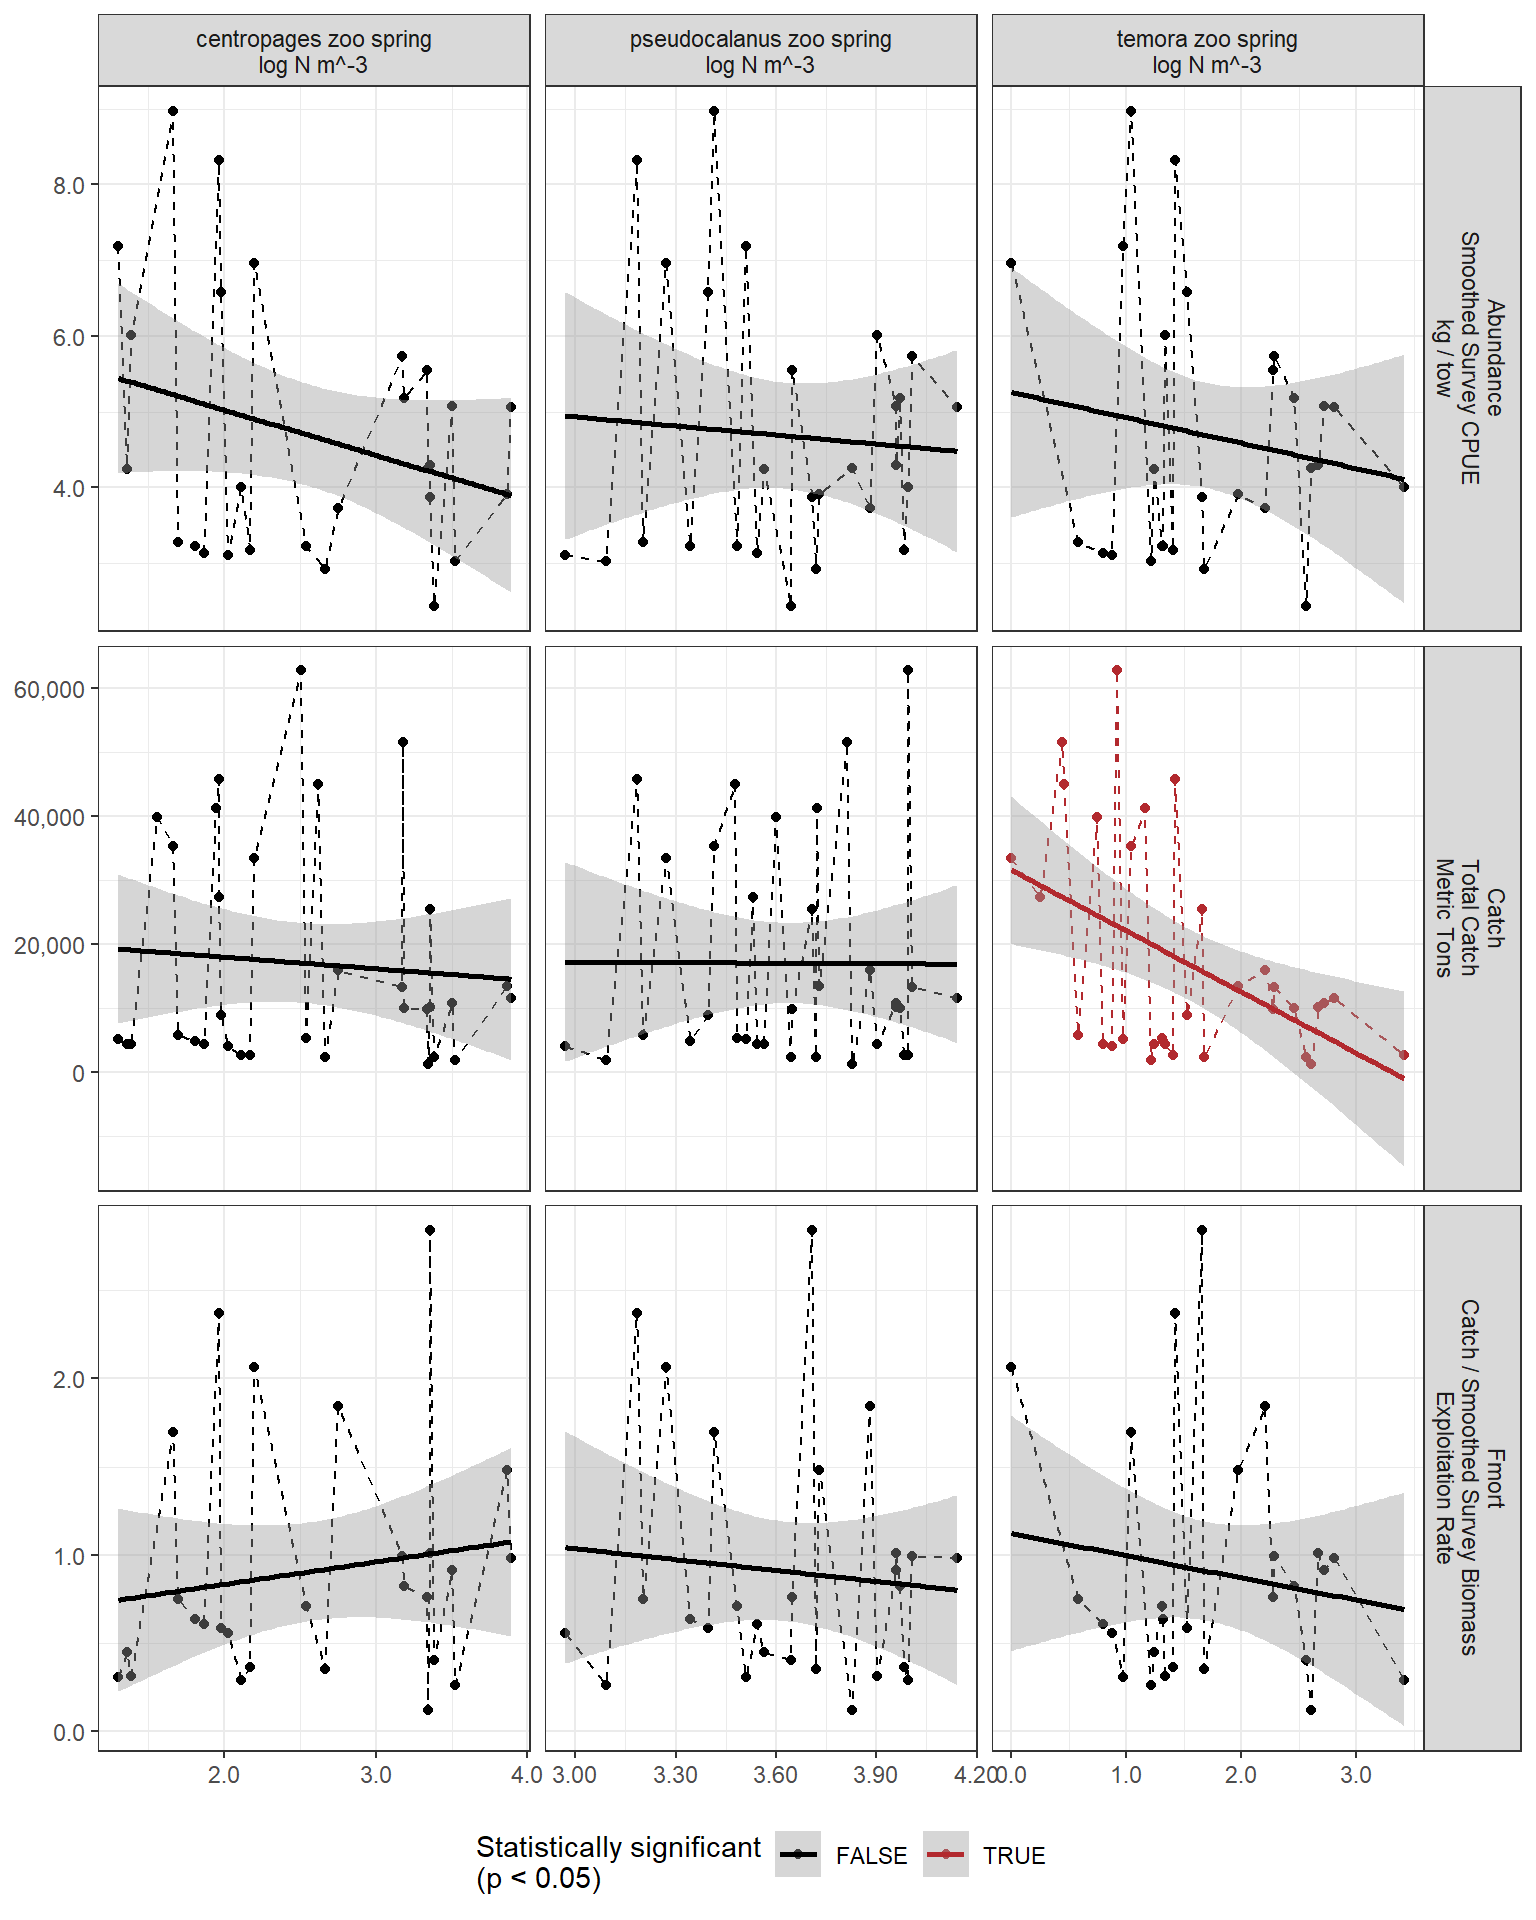 centropages zoo spring
log N m^-3
pseudocalanus zoo spring
log N m^-3
temora zoo spring
log N m^-3
8.0
6.0
4.0
Abundance
Smoothed Survey CPUE
kg / tow
60,000
40,000
20,000
0
Catch
Total Catch
Metric Tons
2.0
1.0
0.0
Fmort
Catch / Smoothed Survey Biomass
Exploitation Rate
2.0 3.0 4.0 3.00 3.30 3.60 3.90 4.20 0.0 1.0 2.0 3.0
Statistically significant
(p < 0.05)
FALSE TRUE